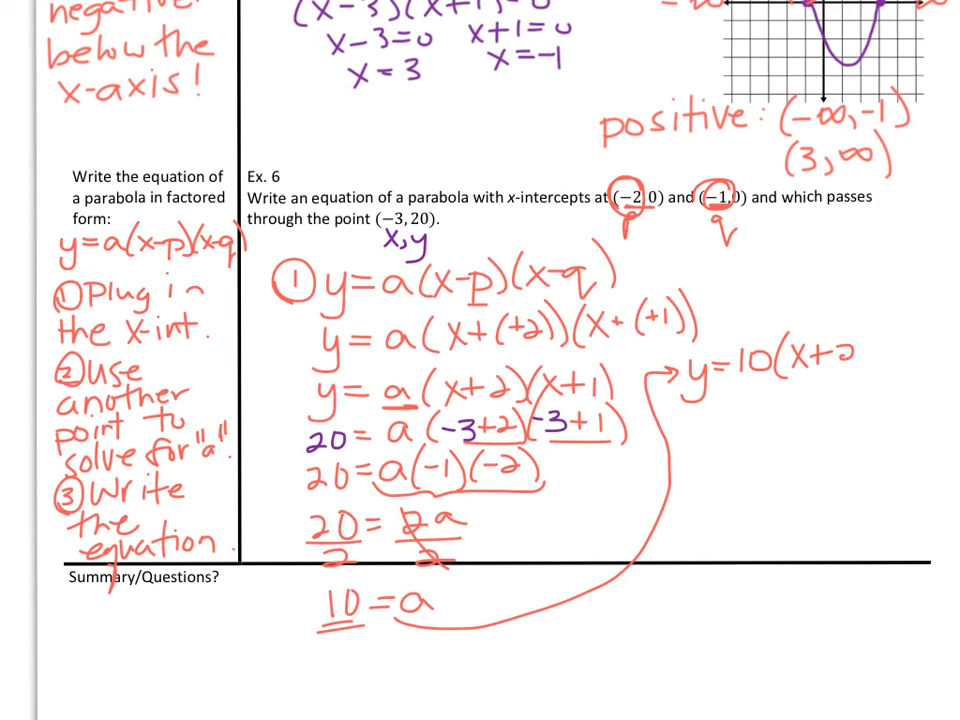 negative
below the
x-axis!
(x-3)(x+1)=0
x-3=0 x+1=0
x=3 x=-1
positive: (-∞,-1)
(3,∞)
Write the equation of
a parabola in factored
form:
y=a(x-p)(x-q)
① Plug in
the x-int.
② use
another
point to
solve for "a".
③ Write
the
equation.
Ex. 6
Write an equation of a parabola with x-intercepts at (−2,0) and (−1,0) and which passes
through the point (−3, 20).
p q
x,y
① y=a(x-p)(x-q)
y=a(x+(+2))(x+(+1))
y=a(x+2)(x+1)
20=a(-3+2)(-3+1)
20=a(-1)(-2)
20=2a
2 2
10=a
y=10(x+2
Summary/Questions?